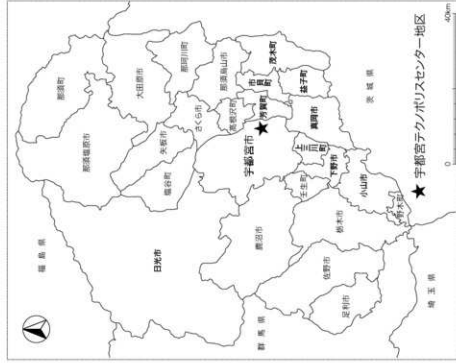 福島県
那須町
那須塩原市
大田原市
矢板市
那珂川町
塩谷町
さくら市
那須烏山市
日光市
高根沢町
宇都宮市
芳賀町
市貝町
茂木町
鹿沼市
益子町
真岡市
上三川町
壬生町
下野市
栃木市
小山市
野木町
佐野市
足利市
群馬県
茨城県
埼玉県
★ 宇都宮テクノポリスセンター地区
0
40km